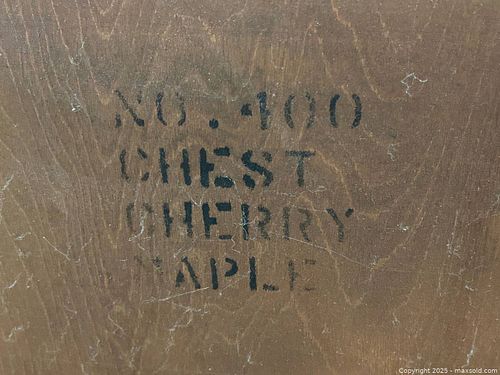 NO. 400
CHEST
CHERRY
MAPLE
Copyright 2025 - maxsold.com